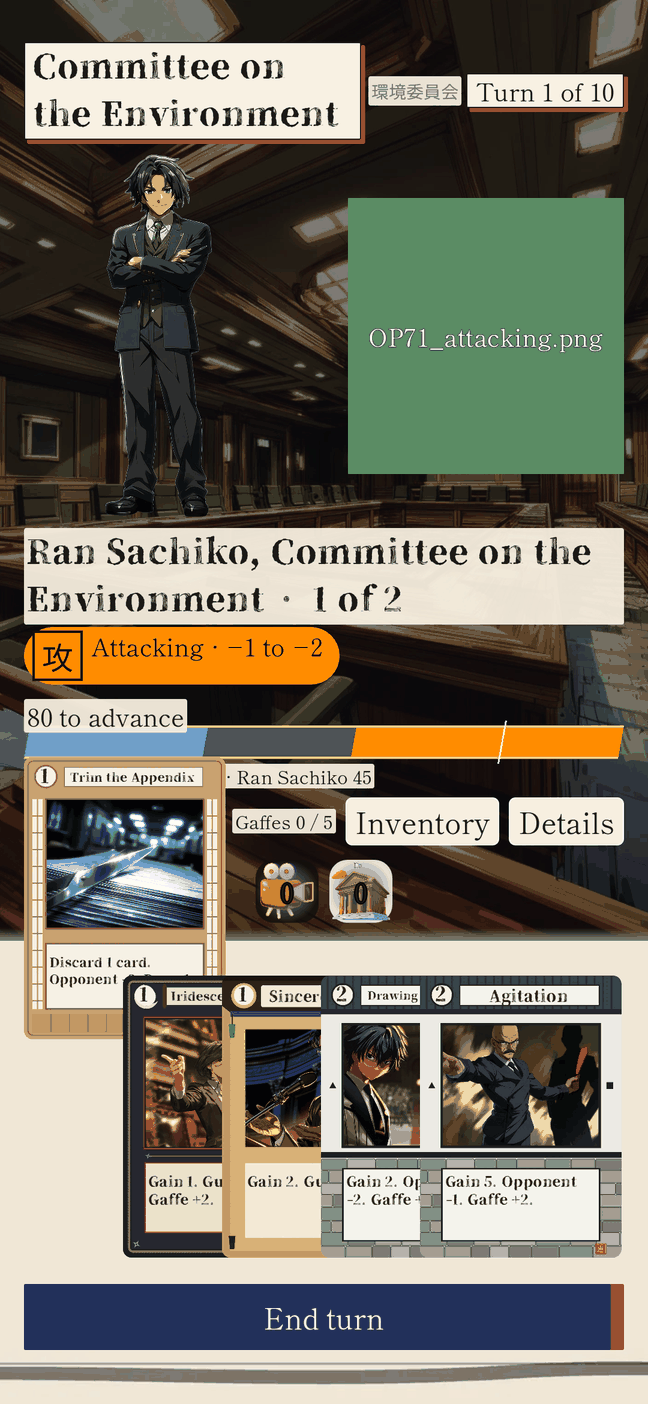 Committee on
the Environment
環境委員会
Turn 1 of 10
OP71_attacking.png
Ran Sachiko, Committee on the
Environment · 1 of 2
攻 Attacking · −1 to −2
80 to advance
· Ran Sachiko 45
Gaffes 0 / 5
Inventory
Details
0
0
1 Trim the Appendix
Discard 1 card.
Opponent
1
Gain 1.
Gaffe +2.
1
Gain 2.
2 Drawing
Gain 2.
-2. Gaffe
2 Agitation
Gain 5. Opponent
-1. Gaffe +2.
End turn